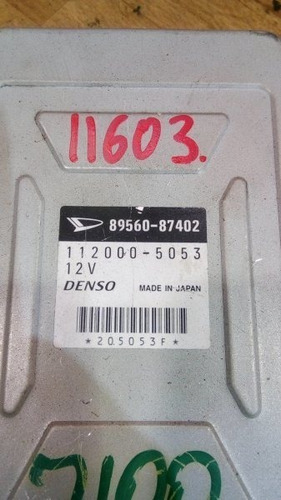 11603.
89560-87402
112000-5053
12V
DENSO MADE IN JAPAN
*205053F*